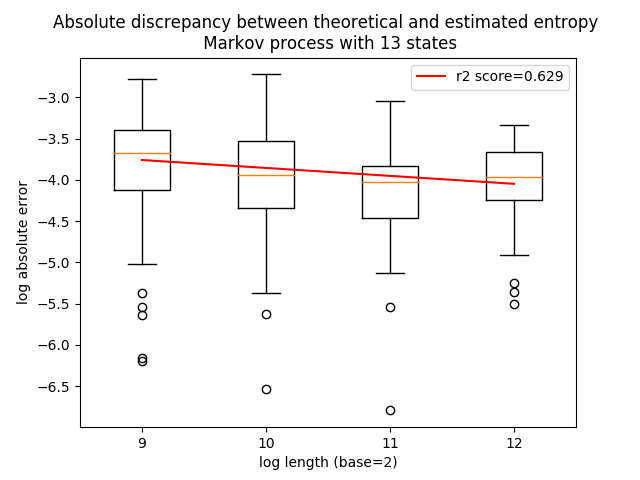 Absolute discrepancy between theoretical and estimated entropy
Markov process with 13 states
r2 score=0.629
log absolute error
−3.0
−3.5
−4.0
−4.5
−5.0
−5.5
−6.0
−6.5
9 10 11 12
log length (base=2)